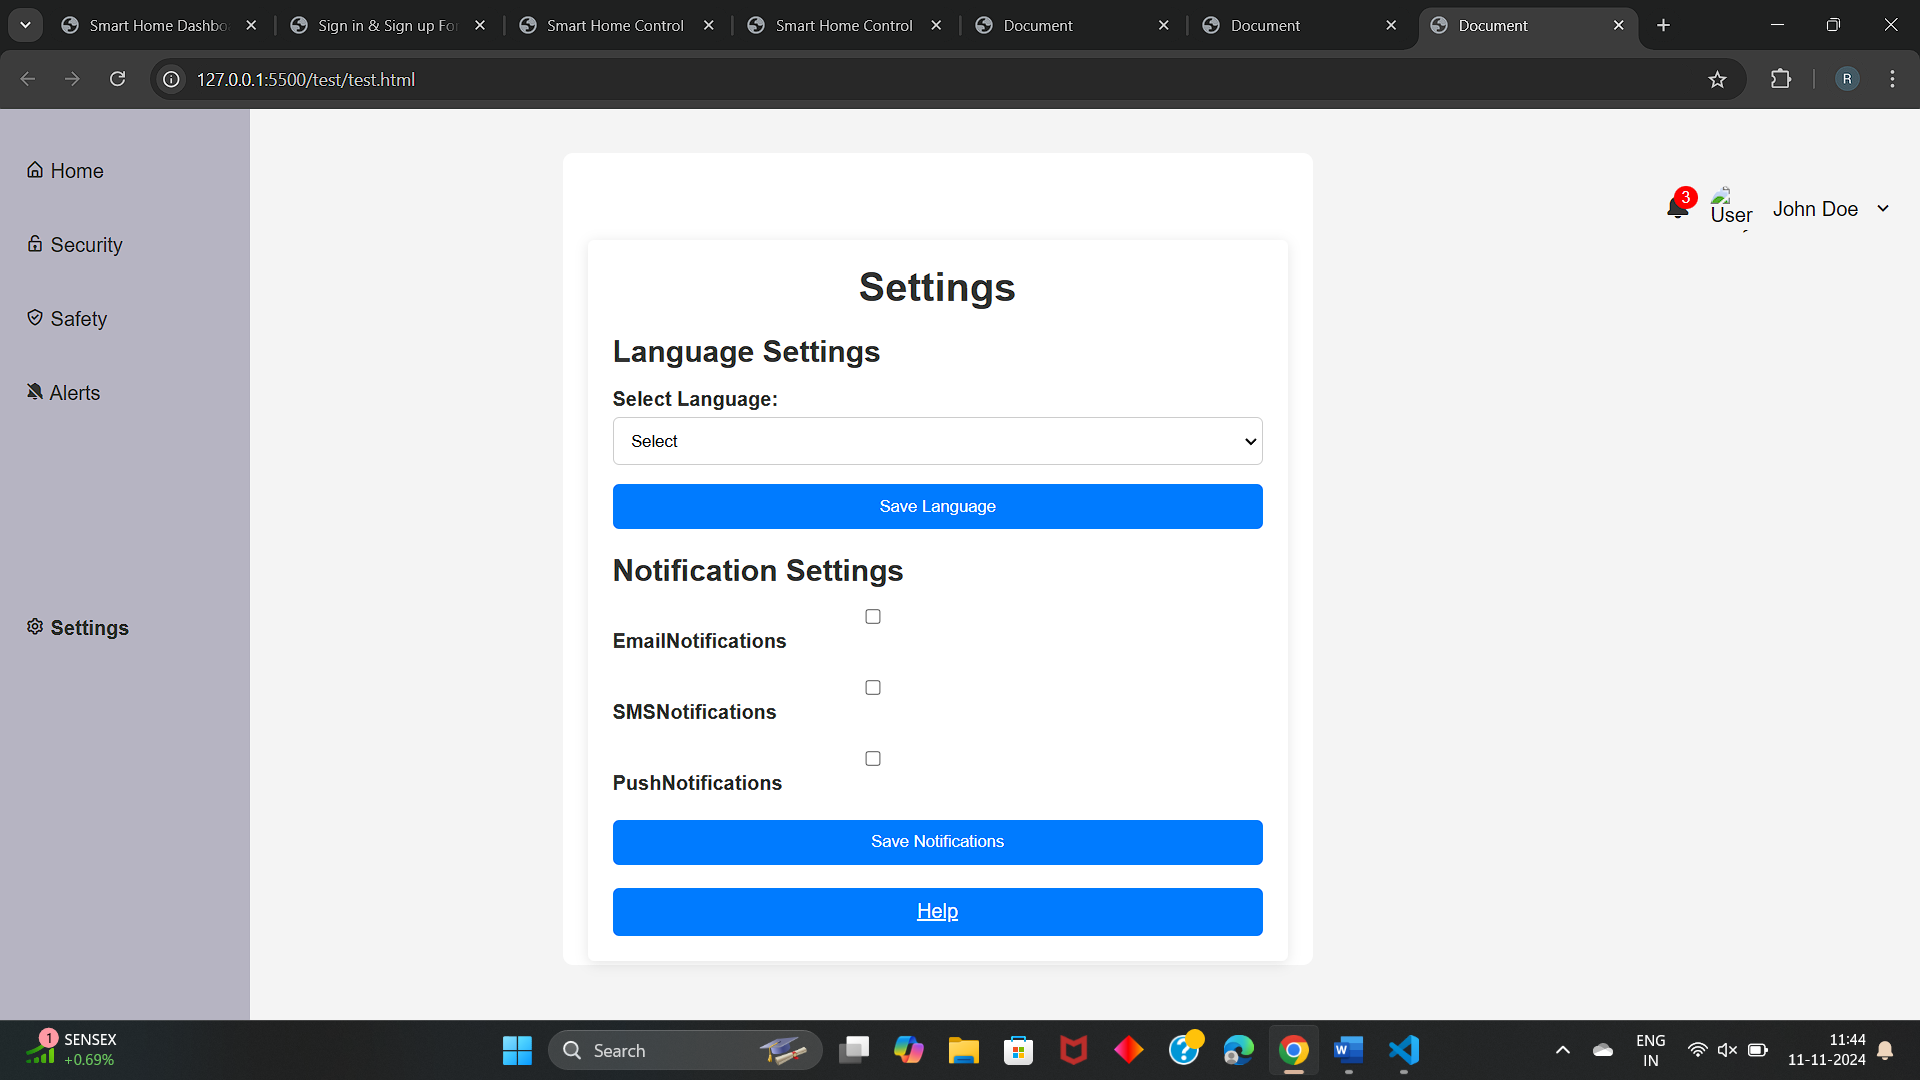 Smart Home Dashbo
Sign in & Sign up For
Smart Home Control
Smart Home Control
Document
Document
Document
127.0.0.1:5500/test/test.html
R
Home
Security
Safety
Alerts
Settings
3
User
John Doe
Settings
Language Settings
Select Language:
Select
Save Language
Notification Settings
EmailNotifications
SMSNotifications
PushNotifications
Save Notifications
Help
1
SENSEX
+0.69%
Search
ENG
IN
11:44
11-11-2024